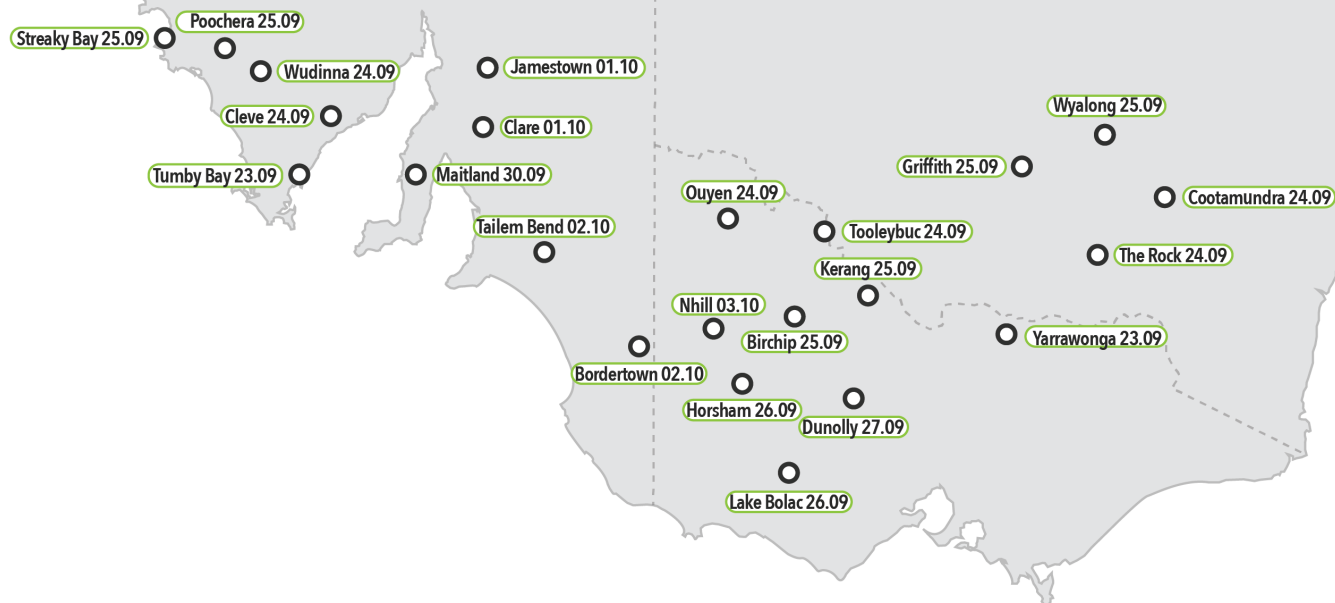 Poochera 25.09
Streaky Bay 25.09
Wudinna 24.09
Jamestown 01.10
Cleve 24.09
Clare 01.10
Tumby Bay 23.09
Maitland 30.09
Tailem Bend 02.10
Wyalong 25.09
Griffith 25.09
Ouyen 24.09
Cootamundra 24.09
Tooleybuc 24.09
The Rock 24.09
Kerang 25.09
Nhill 03.10
Birchip 25.09
Yarrawonga 23.09
Bordertown 02.10
Horsham 26.09
Dunolly 27.09
Lake Bolac 26.09